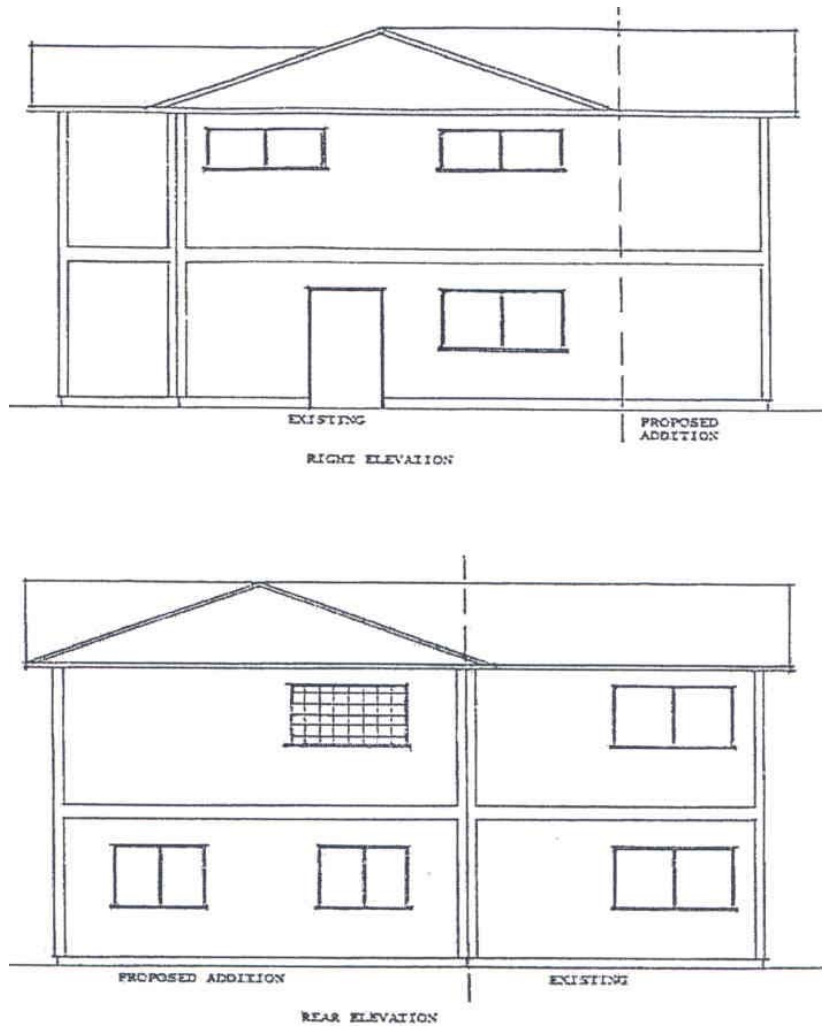 EXISTING
PROPOSED
ADDITION
RIGHT ELEVATION
PROPOSED ADDITION
EXISTING
REAR ELEVATION